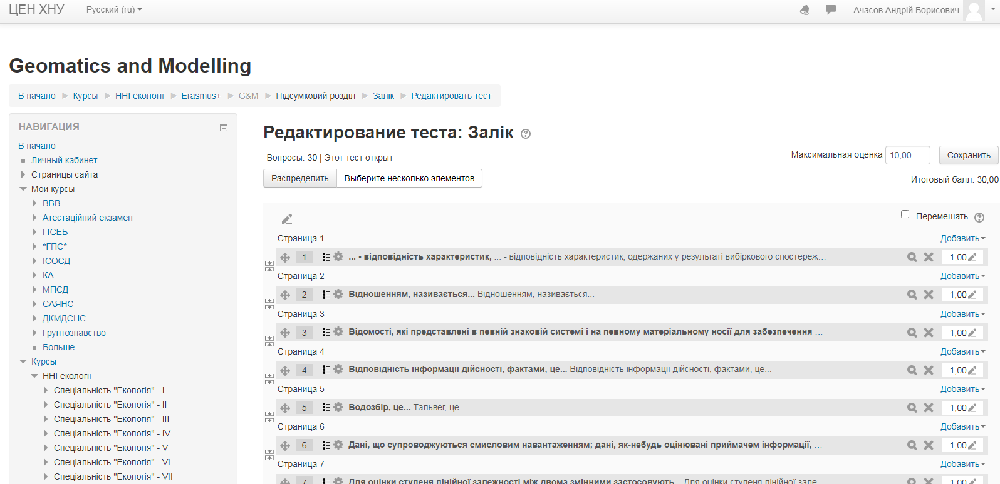 ЦЕН ХНУ Русский (ru) Ачасов Андрій Борисович
Geomatics and Modelling
В начало Курсы ННІ екології Erasmus+ G&M Підсумковий розділ Залік Редактировать тест
НАВИГАЦИЯ
В начало
Личный кабинет
Страницы сайта
Мои курсы
ВВВ
Атестаційний екзамен
ГІСЕБ
*ГПС*
ІСОСД
КА
МПСД
САЯНС
ДКМДСНС
Грунтознавство
Больше...
Курсы
ННІ екології
Спеціальність "Екологія" - I
Спеціальність "Екологія" - II
Спеціальність "Екологія" - III
Спеціальність "Екологія" - IV
Спеціальність "Екологія" - V
Спеціальність "Екологія" - VI
Спеціальність "Екологія" - VII
Редактирование теста: Залік
Вопросы: 30 | Этот тест открыт
Максимальная оценка 10,00 Сохранить
Распределить Выберите несколько элементов
Итоговый балл: 30,00
Перемешать
Страница 1 Добавить
1 ... - відповідність характеристик, ... - відповідність характеристик, одержаних у результаті вибіркового спостереж... 1,00
Страница 2 Добавить
2 Відношенням, називається... Відношенням, називається... 1,00
Страница 3 Добавить
3 Відомості, які представлені в певній знаковій системі і на певному матеріальному носії для забезпечення ... 1,00
Страница 4 Добавить
4 Відповідність інформації дійсності, фактами, це... Відповідність інформації дійсності, фактами, це... 1,00
Страница 5 Добавить
5 Водозбір, це... Тальвег, це... 1,00
Страница 6 Добавить
6 Дані, що супроводжуються смисловим навантаженням; дані, як-небудь оцінювані приймачем інформації, ... 1,00
Страница 7 Добавить
7 Для оцінки ступеня лінійної залежності між двома змінними застосовують... Для оцінки ступеня лінійної зале... 1,00